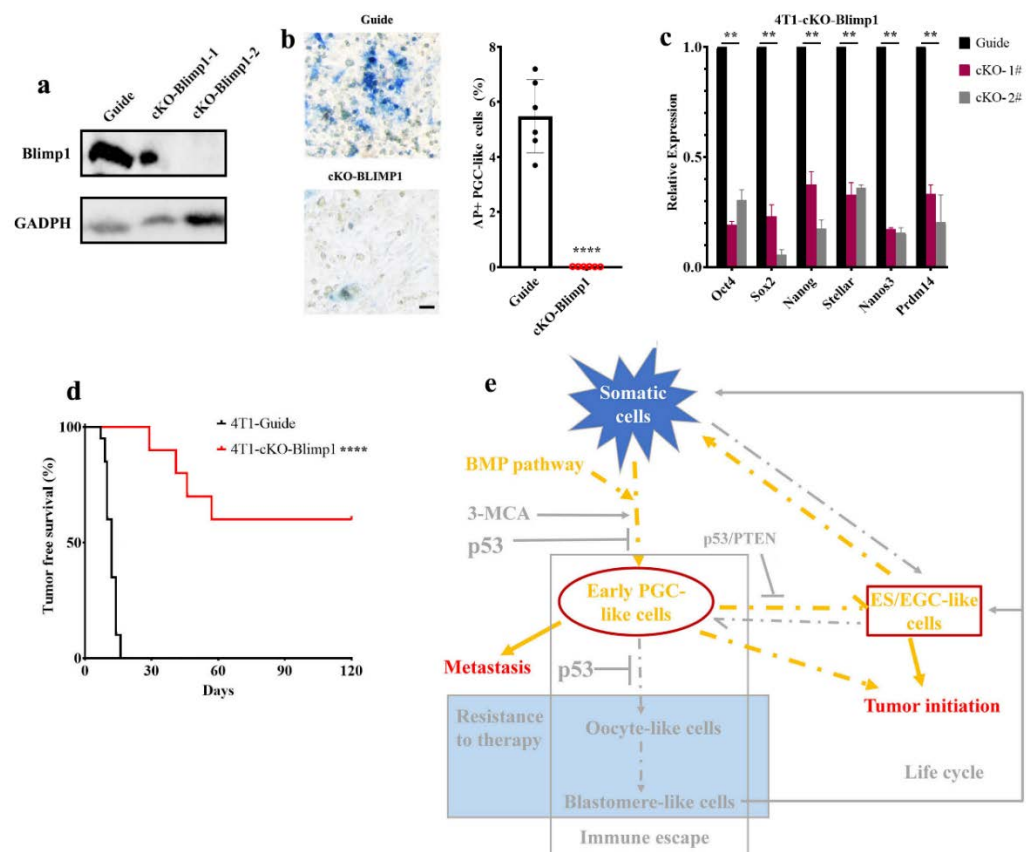 a
Guide
cKO-Blimp1-1
cKO-Blimp1-2
Blimp1
GADPH
b
Guide
cKO-BLIMP1
AP+ PGC-like cells (%)
8
6
4
2
0
****
Guide
cKO-Blimp1
c
4T1-cKO-Blimp1
** ** ** ** ** **
Guide
cKO-1#
cKO-2#
Relative Expression
1.0
0.5
0.0
Oct4
Sox2
Nanog
Stellar
Nanos3
Prdm14
d
4T1-Guide
4T1-cKO-Blimp1 ****
Tumor free survival (%)
100
50
0
0 30 60 90 120
Days
e
Somatic
cells
BMP pathway
3-MCA
p53
p53/PTEN
Early PGC-
like cells
ES/EGC-like
cells
Metastasis
p53
Tumor initiation
Resistance
to therapy
Oocyte-like cells
Life cycle
Blastomere-like cells
Immune escape